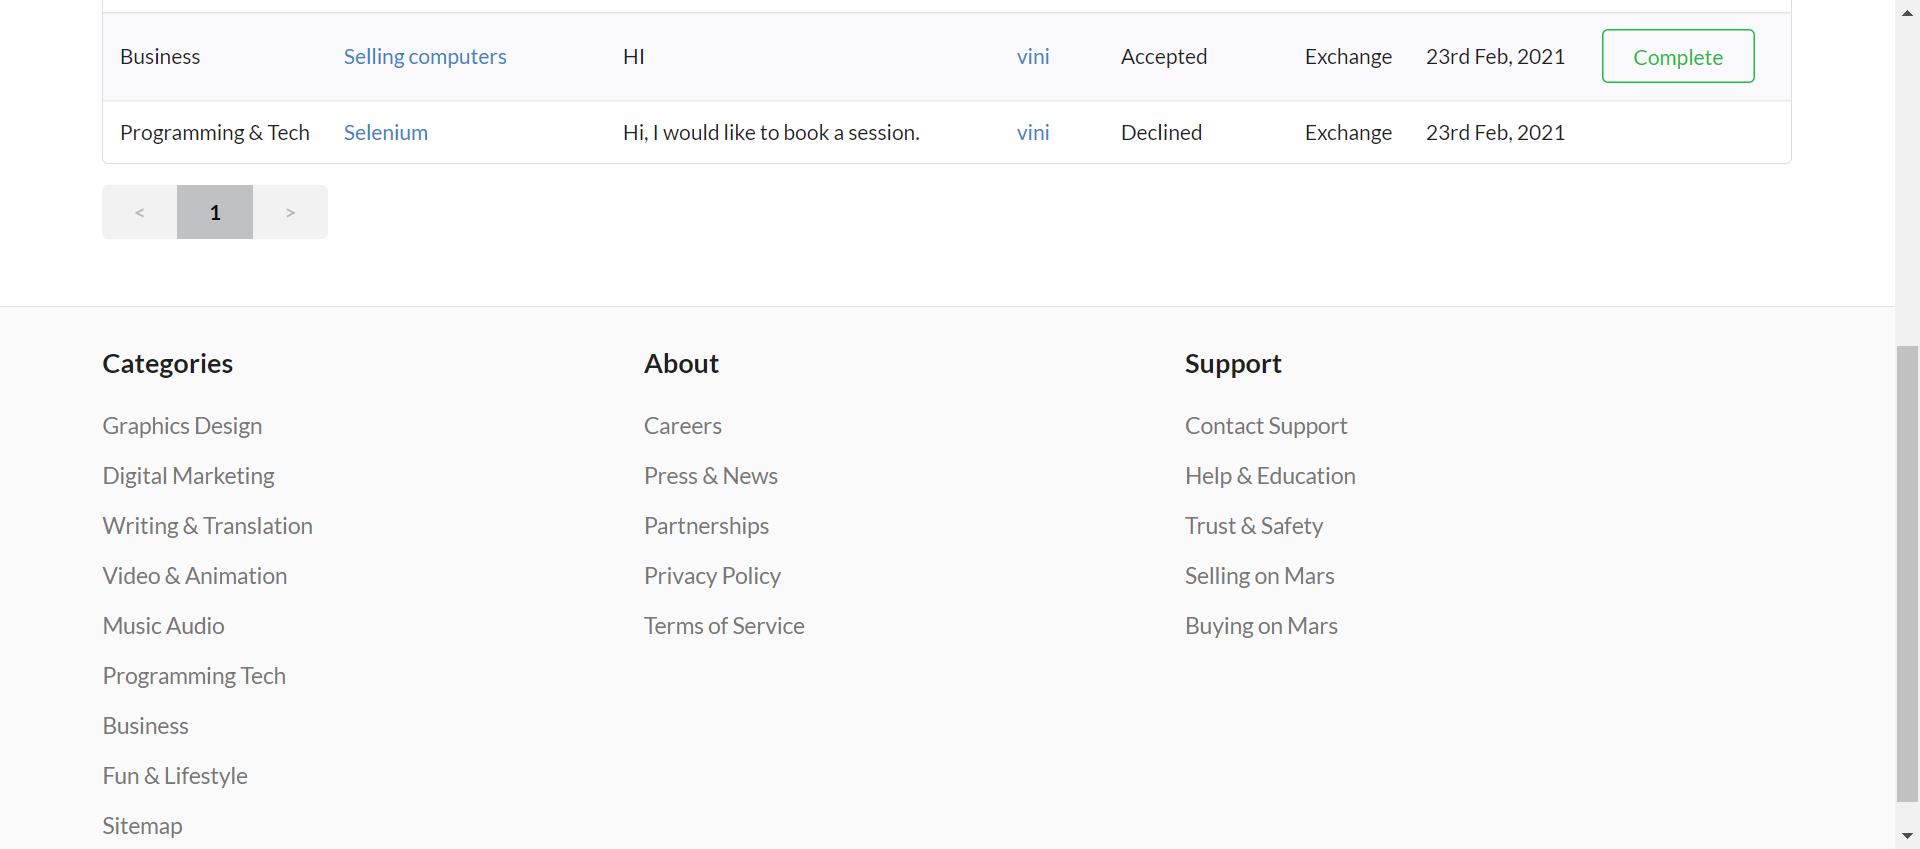 Business Selling computers HI vini Accepted Exchange 23rd Feb, 2021 Complete
Programming & Tech Selenium Hi, I would like to book a session. vini Declined Exchange 23rd Feb, 2021
< 1 >
Categories
Graphics Design
Digital Marketing
Writing & Translation
Video & Animation
Music Audio
Programming Tech
Business
Fun & Lifestyle
Sitemap
About
Careers
Press & News
Partnerships
Privacy Policy
Terms of Service
Support
Contact Support
Help & Education
Trust & Safety
Selling on Mars
Buying on Mars